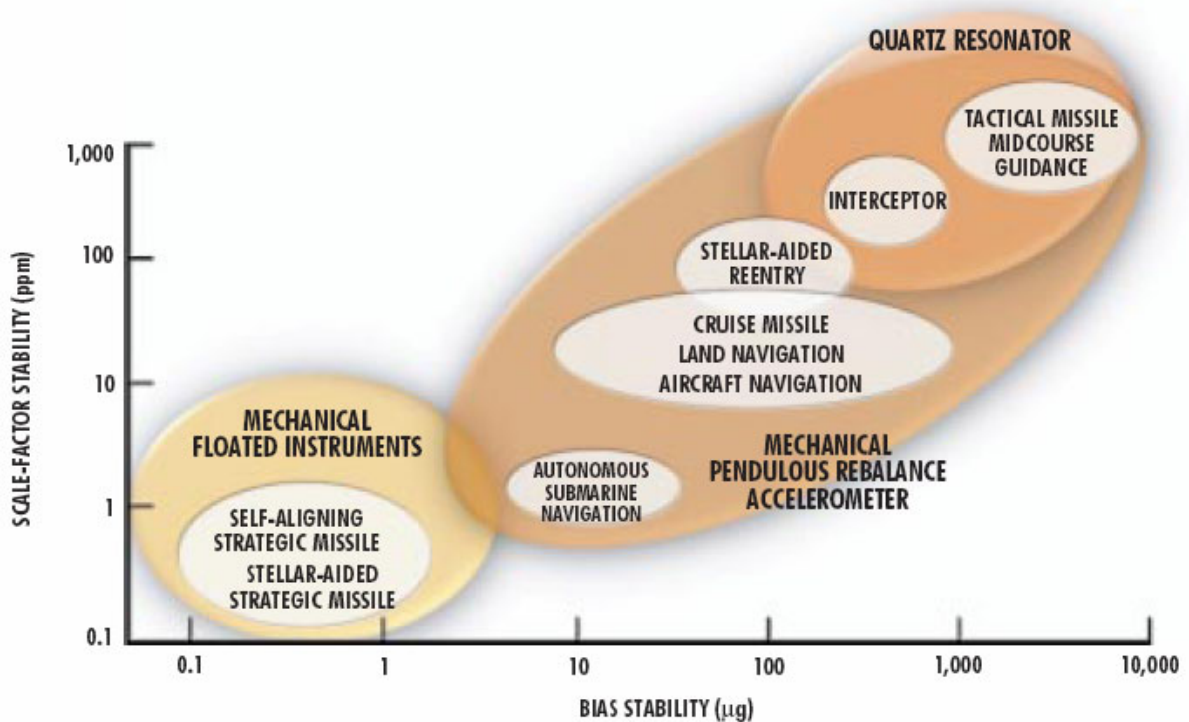 QUARTZ RESONATOR
TACTICAL MISSILE
MIDCOURSE
GUIDANCE
1,000
INTERCEPTOR
STELLAR-AIDED
REENTRY
100
CRUISE MISSILE
LAND NAVIGATION
AIRCRAFT NAVIGATION
10
MECHANICAL
FLOATED INSTRUMENTS
MECHANICAL
PENDULOUS REBALANCE
ACCELEROMETER
AUTONOMOUS
SUBMARINE
NAVIGATION
1
SELF-ALIGNING
STRATEGIC MISSILE
STELLAR-AIDED
STRATEGIC MISSILE
0.1
SCALE-FACTOR STABILITY (ppm)
0.1 1 10 100 1,000 10,000
BIAS STABILITY (µg)